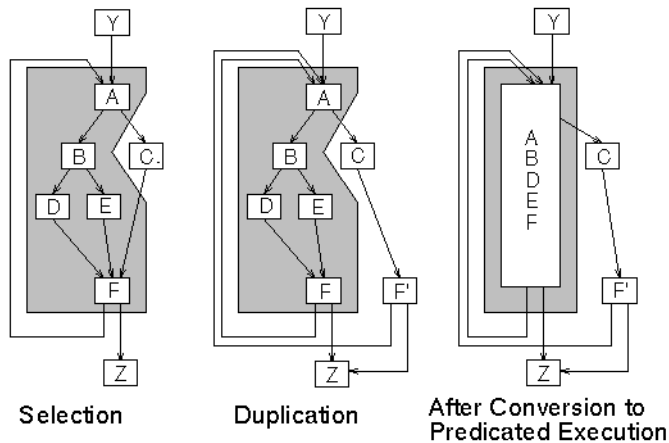 Y
A
B
C.
D
E
F
Z
Selection
Y
A
B
C
D
E
F
F'
Z
Duplication
Y
A
B
D
E
F
C
F'
Z
After Conversion to
Predicated Execution